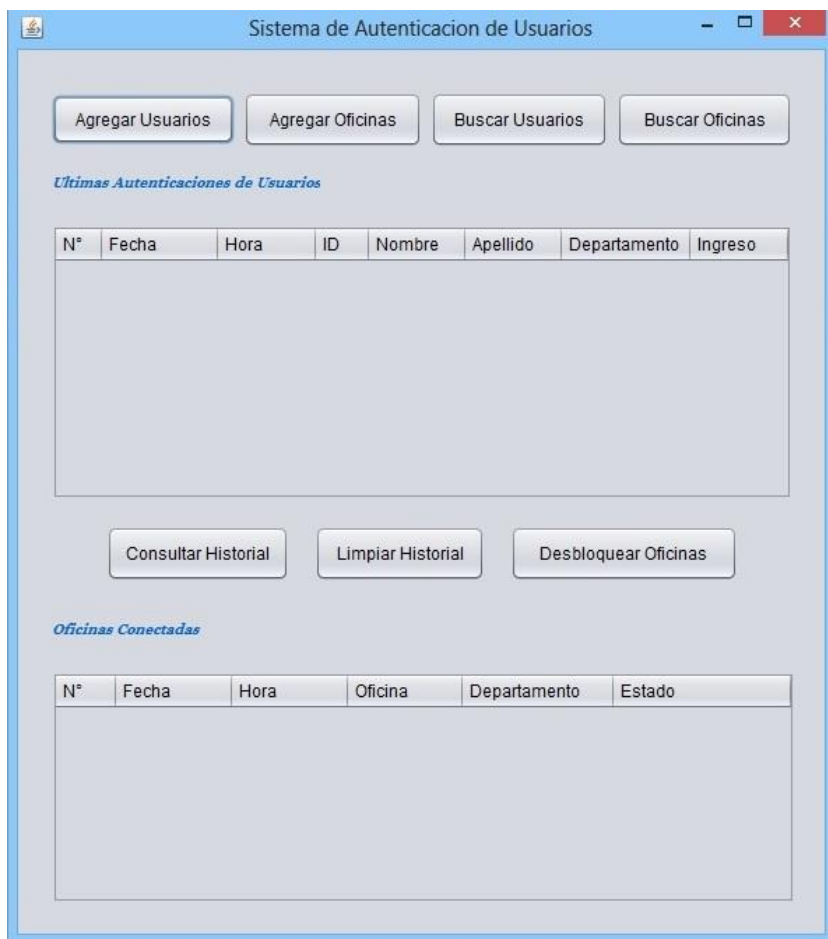 Sistema de Autenticacion de Usuarios
Agregar Usuarios Agregar Oficinas Buscar Usuarios Buscar Oficinas
Ultimas Autenticaciones de Usuarios
N° Fecha Hora ID Nombre Apellido Departamento Ingreso
Consultar Historial Limpiar Historial Desbloquear Oficinas
Oficinas Conectadas
N° Fecha Hora Oficina Departamento Estado